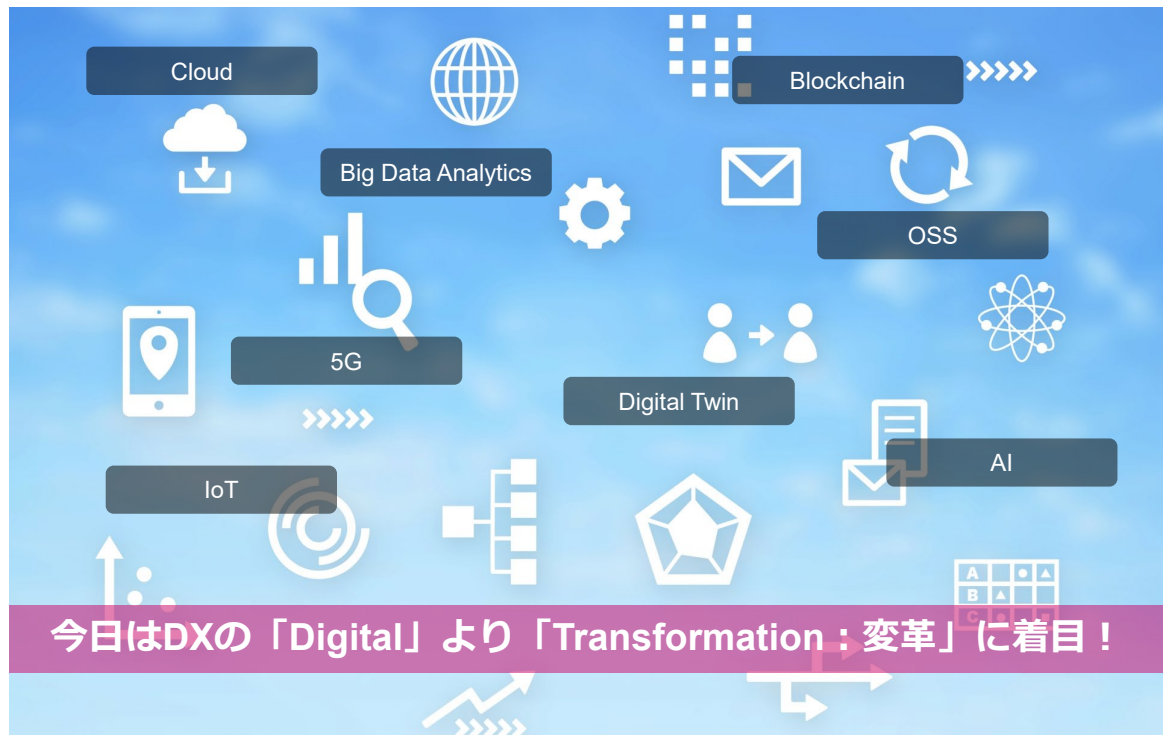 Cloud
Blockchain
Big Data Analytics
OSS
5G
Digital Twin
AI
IoT
A
B
C
今日はDXの「Digital」より「Transformation：変革」に着目！